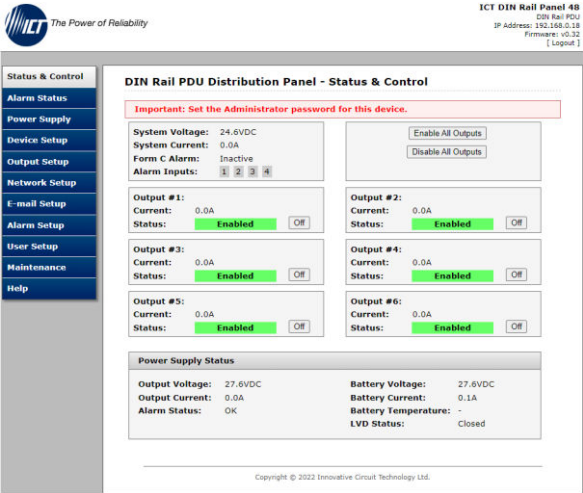 ICT The Power of Reliability
ICT DIN Rail Panel 48
DIN Rail PDU
IP Address: 192.168.0.18
Firmware: v0.32
[ Logout ]
Status & Control
Alarm Status
Power Supply
Device Setup
Output Setup
Network Setup
E-mail Setup
Alarm Setup
User Setup
Maintenance
Help
DIN Rail PDU Distribution Panel - Status & Control
Important: Set the Administrator password for this device.
System Voltage: 24.6VDC
System Current: 0.0A
Form C Alarm: Inactive
Alarm Inputs: 1 2 3 4
Enable All Outputs
Disable All Outputs
Output #1:
Current: 0.0A
Status: Enabled Off
Output #2:
Current: 0.0A
Status: Enabled Off
Output #3:
Current: 0.0A
Status: Enabled Off
Output #4:
Current: 0.0A
Status: Enabled Off
Output #5:
Current: 0.0A
Status: Enabled Off
Output #6:
Current: 0.0A
Status: Enabled Off
Power Supply Status
Output Voltage: 27.6VDC
Output Current: 0.0A
Alarm Status: OK
Battery Voltage: 27.6VDC
Battery Current: 0.1A
Battery Temperature: -
LVD Status: Closed
Copyright © 2022 Innovative Circuit Technology Ltd.